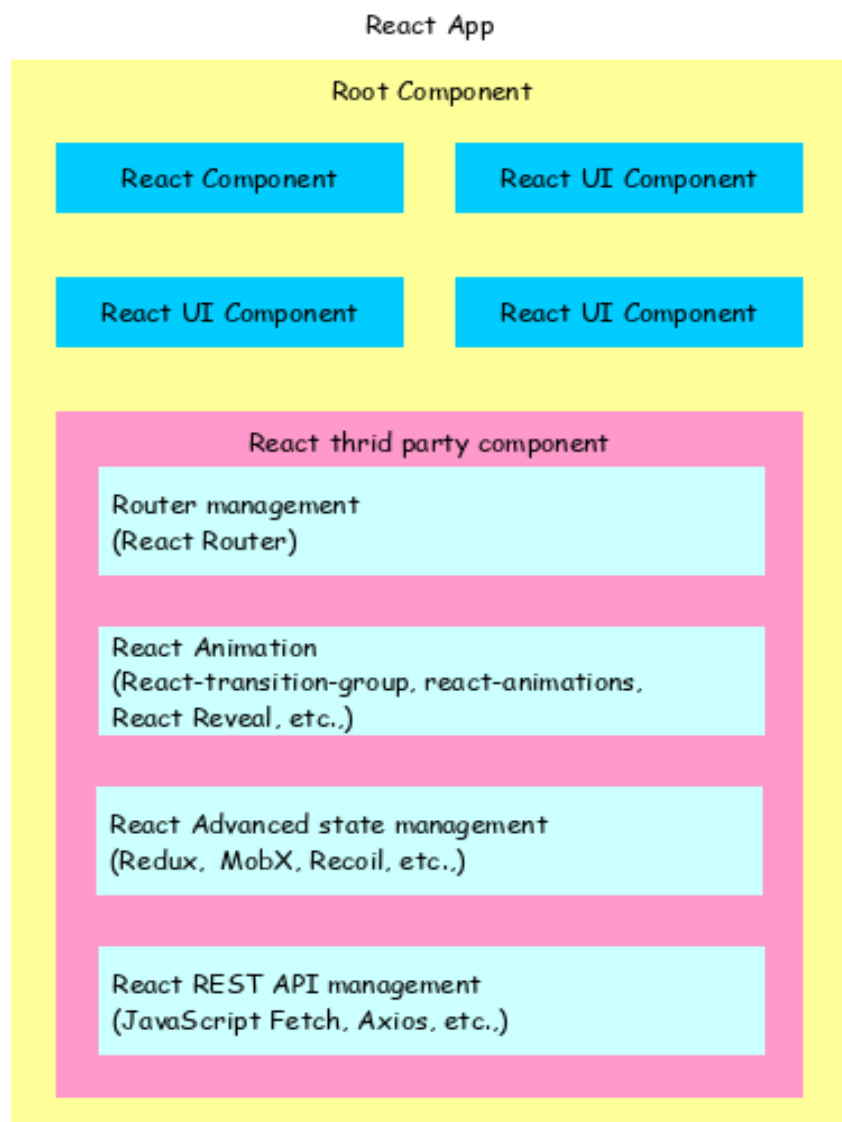 React App
Root Component
React Component
React UI Component
React UI Component
React UI Component
React thrid party component
Router management
(React Router)
React Animation
(React-transition-group, react-animations,
React Reveal, etc.,)
React Advanced state management
(Redux, MobX, Recoil, etc.,)
React REST API management
(JavaScript Fetch, Axios, etc.,)